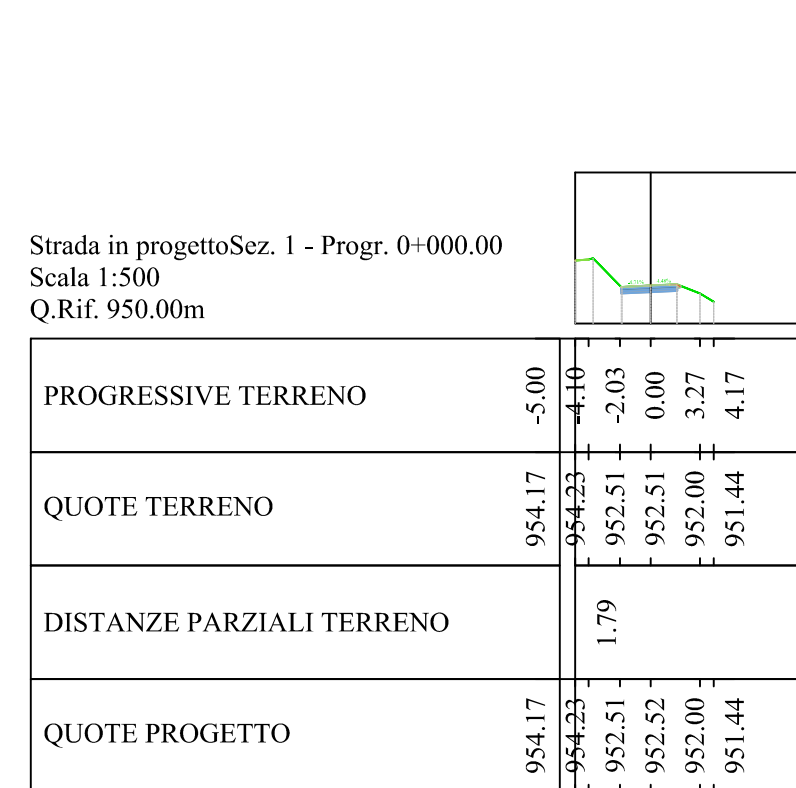 Strada in progettoSez. 1 - Progr. 0+000.00
Scala 1:500
Q.Rif. 950.00m
PROGRESSIVE TERRENO -5.00 -4.10 -2.03 0.00 3.27 4.17
QUOTE TERRENO 954.17 954.23 952.51 952.51 952.00 951.44
DISTANZE PARZIALI TERRENO 1.79
QUOTE PROGETTO 954.17 954.23 952.51 952.52 952.00 951.44